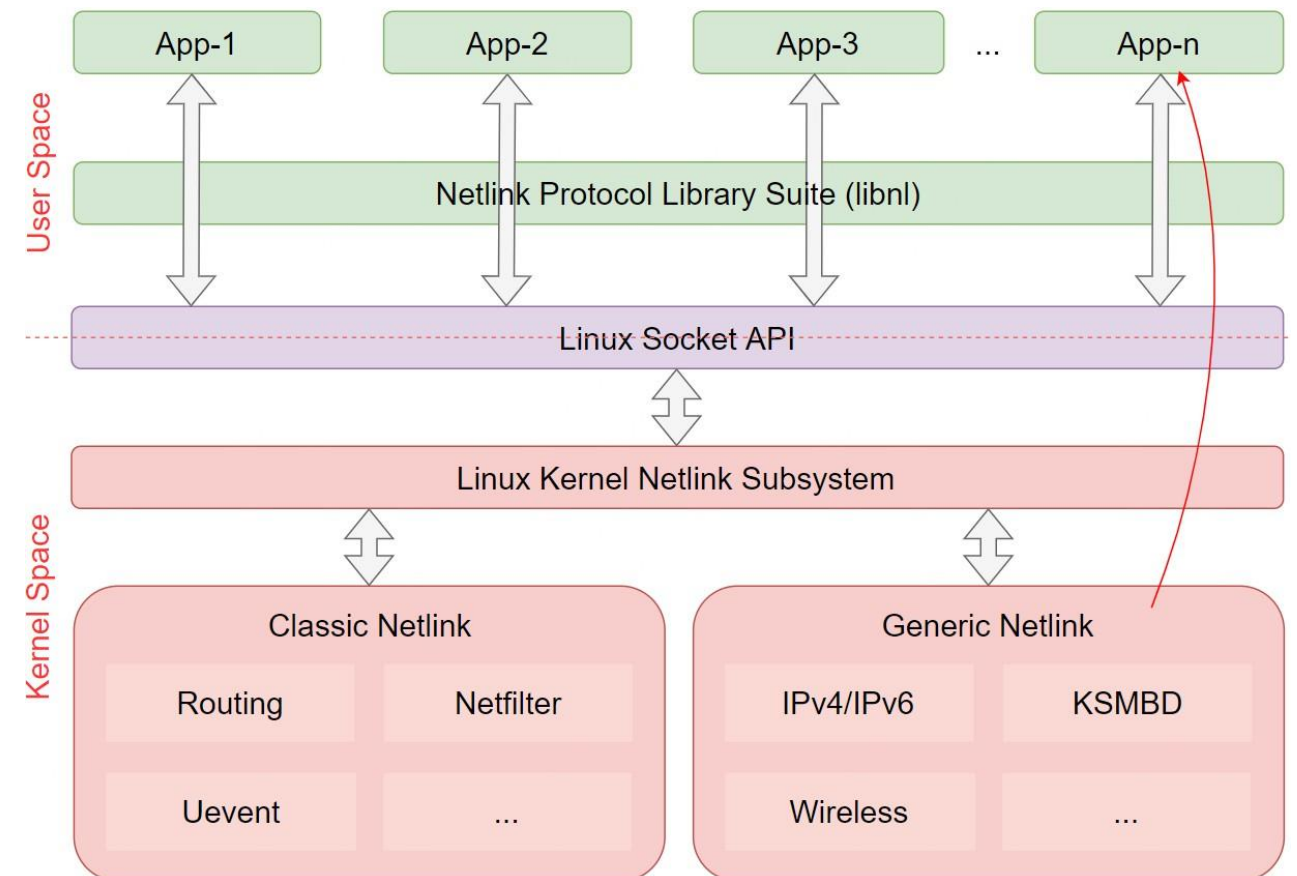 App-1
App-2
App-3
...
App-n
User Space
Netlink Protocol Library Suite (libnl)
Linux Socket API
Linux Kernel Netlink Subsystem
Kernel Space
Classic Netlink
Routing
Netfilter
Uevent
...
Generic Netlink
IPv4/IPv6
KSMBD
Wireless
...